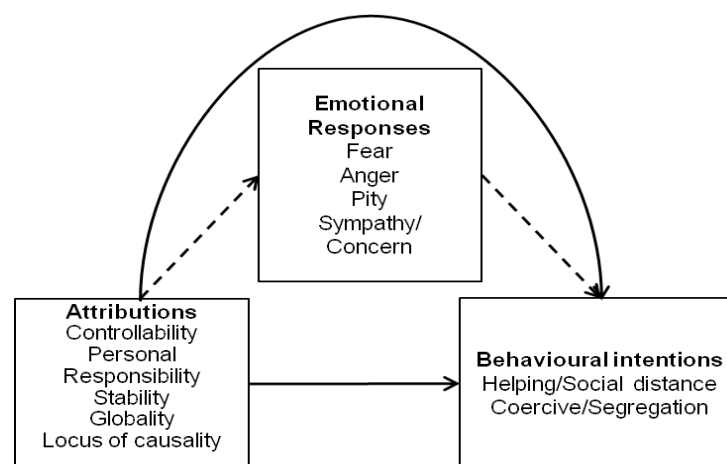 Emotional
Responses
Fear
Anger
Pity
Sympathy/
Concern
Attributions
Controllability
Personal
Responsibility
Stability
Globality
Locus of causality
Behavioural intentions
Helping/Social distance
Coercive/Segregation